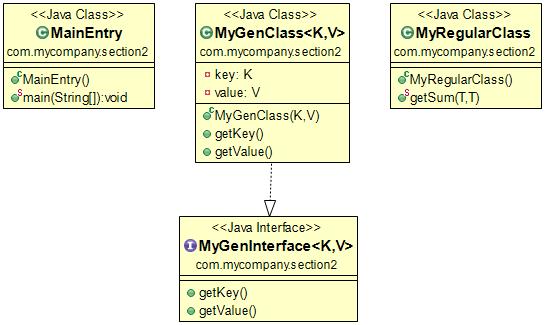 <<Java Class>>
MainEntry
com.mycompany.section2
MainEntry()
main(String[]):void
<<Java Class>>
MyGenClass<K,V>
com.mycompany.section2
key: K
value: V
MyGenClass(K,V)
getKey()
getValue()
<<Java Class>>
MyRegularClass
com.mycompany.section2
MyRegularClass()
getSum(T,T)
<<Java Interface>>
MyGenInterface<K,V>
com.mycompany.section2
getKey()
getValue()